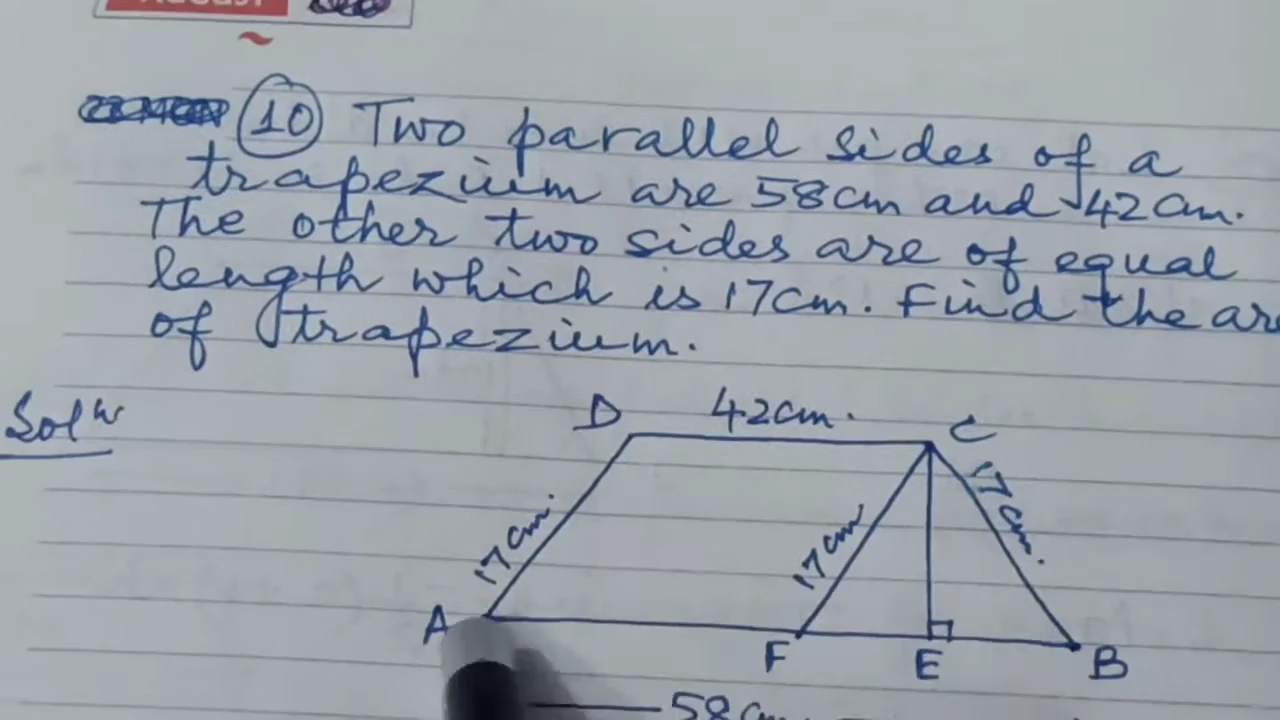 10 Two parallel sides of a
trapezium are 58cm and 42cm.
The other two sides are of equal
length which is 17cm. Find the
of trapezium.
Solⁿ
D 42cm. C
17cm. 17cm 17cm.
A F E B
58cm